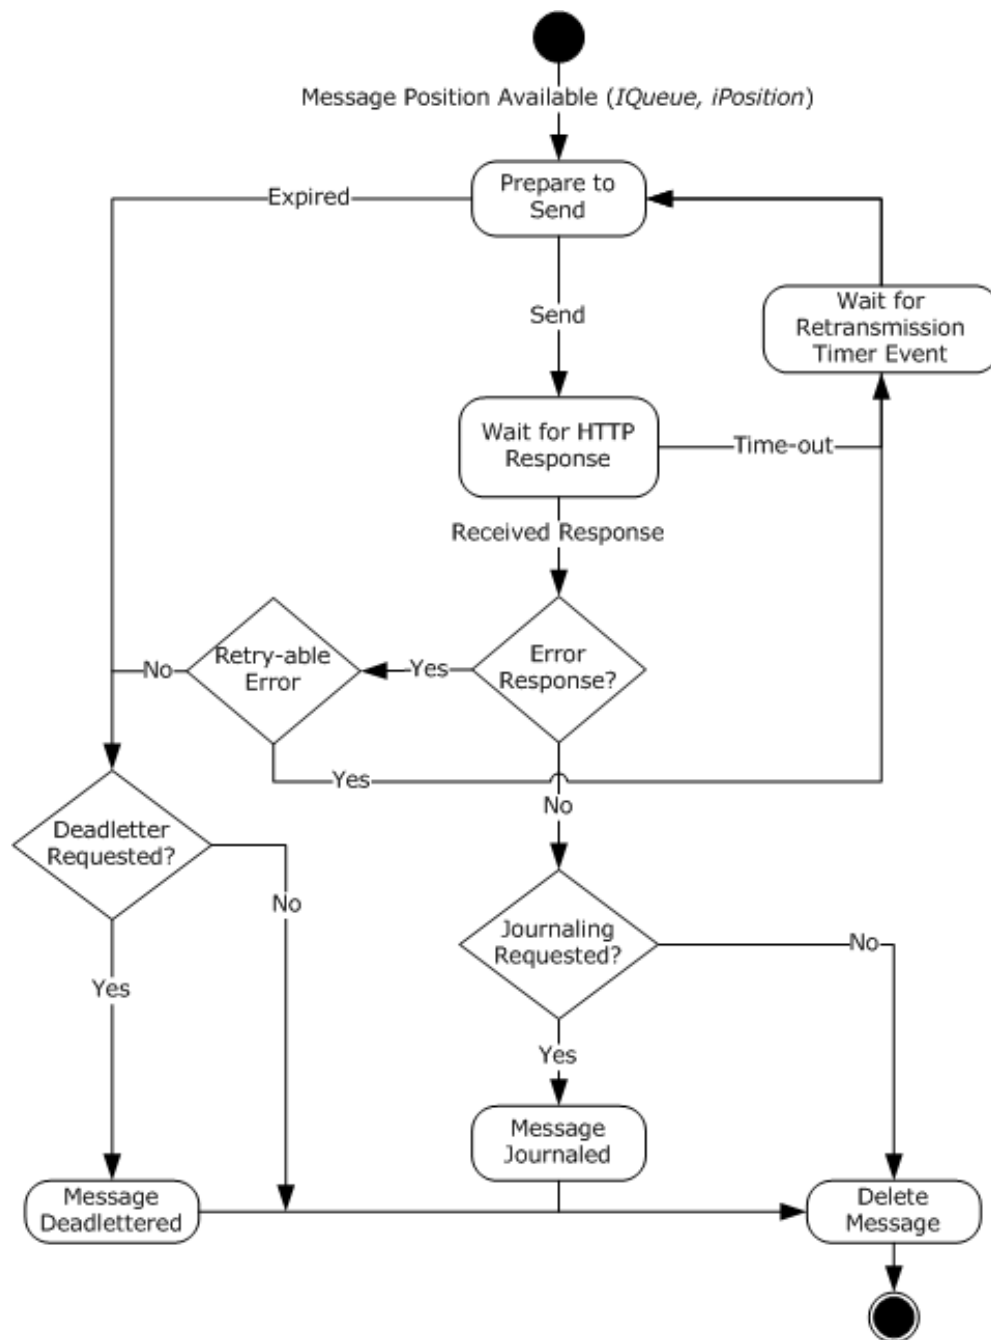 Message Position Available (IQueue, iPosition)
Prepare to
Send
Expired
Wait for
Retransmission
Timer Event
Send
Wait for HTTP
Response
Time-out
Received Response
Retry-able
Error
Error
Response?
No
Yes
Yes
No
Deadletter
Requested?
No
Journaling
Requested?
No
Yes
Yes
Message
Journaled
Message
Deadlettered
Delete
Message